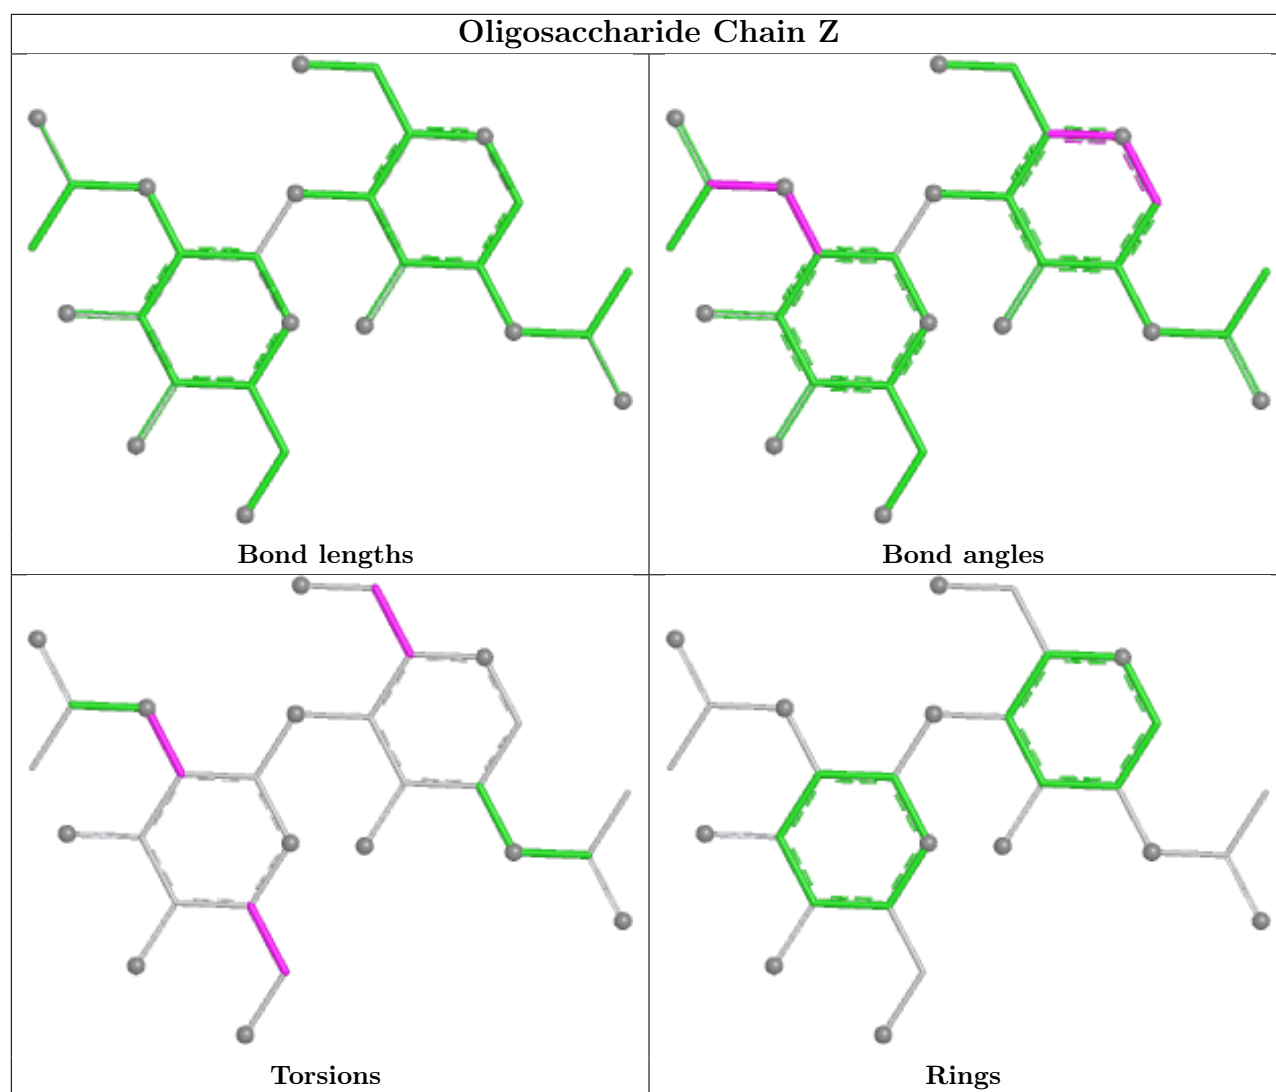 Oligosaccharide Chain Z
Bond lengths
Bond angles
Torsions
Rings